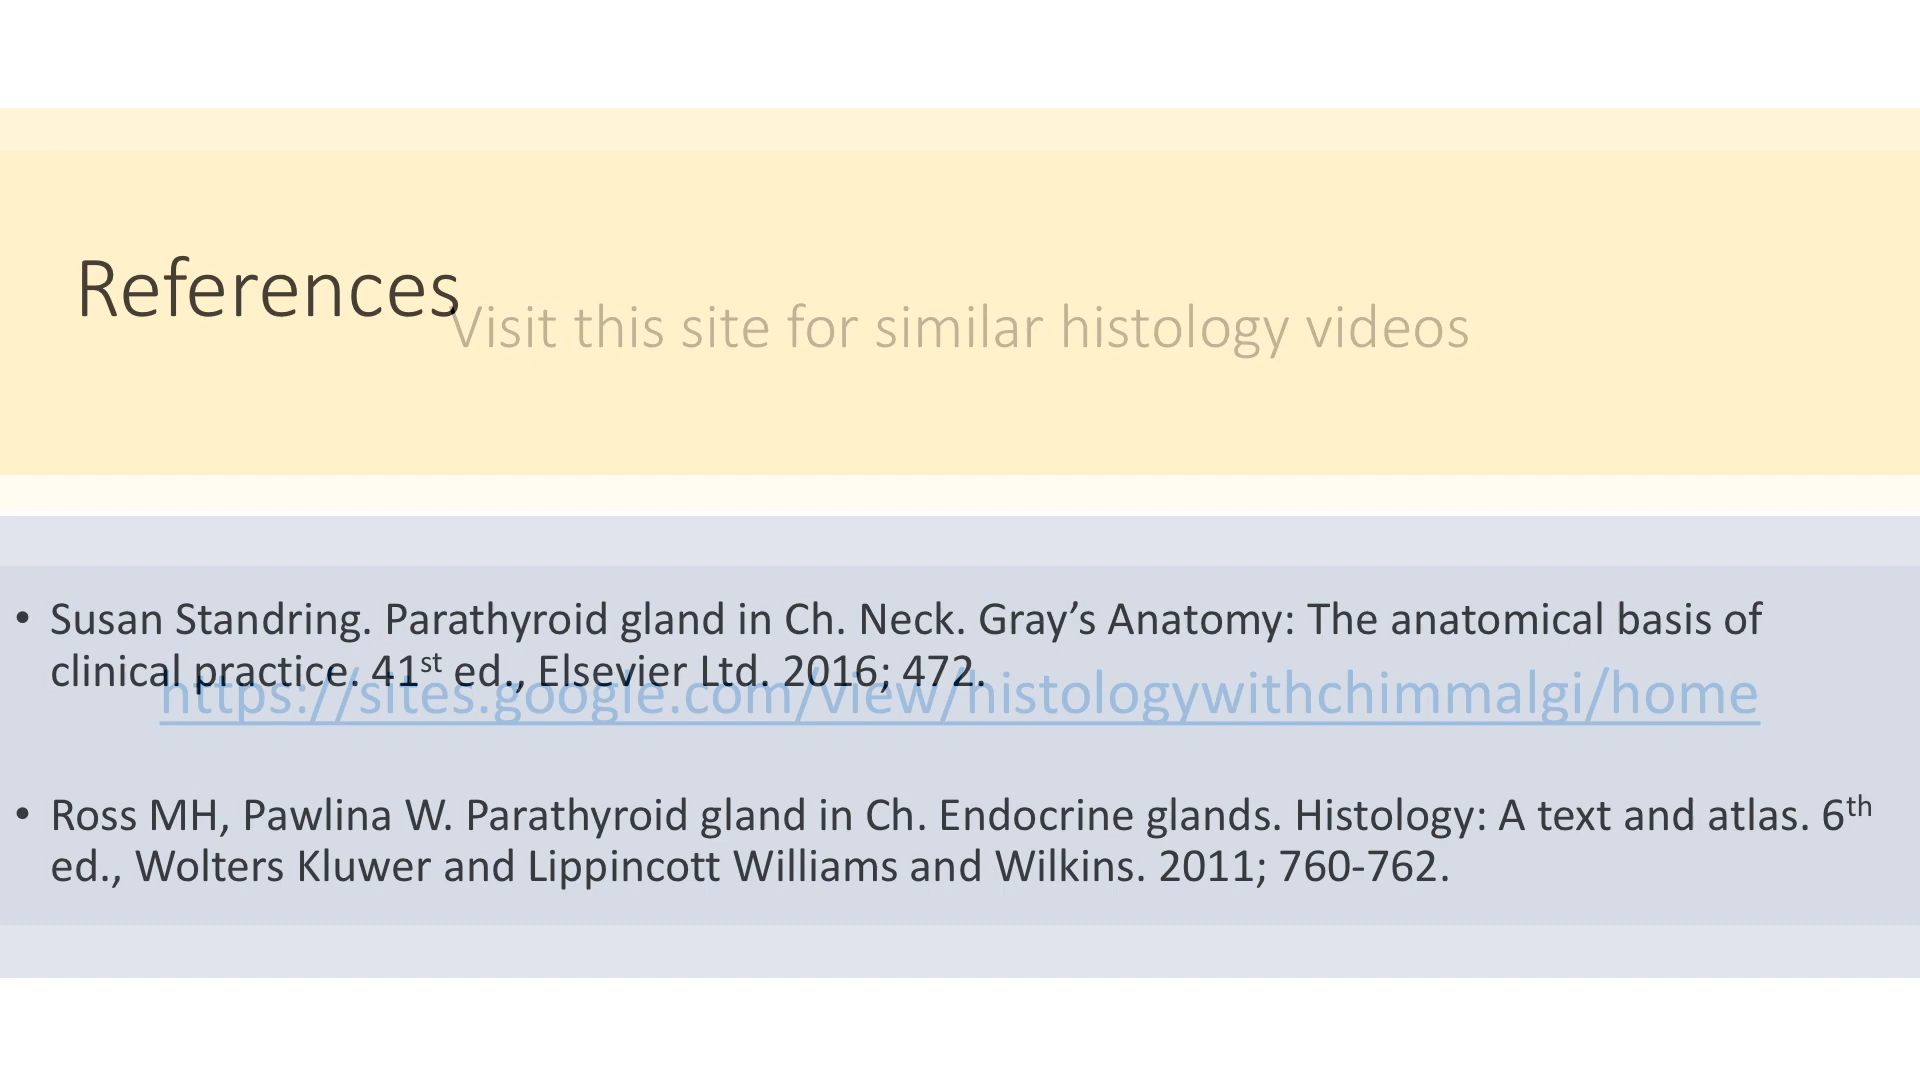 References
Visit this site for similar histology videos
• Susan Standring. Parathyroid gland in Ch. Neck. Gray’s Anatomy: The anatomical basis of
clinical practice. 41st ed., Elsevier Ltd. 2016; 472.
https://sites.google.com/view/histologywithchimmalgi/home
• Ross MH, Pawlina W. Parathyroid gland in Ch. Endocrine glands. Histology: A text and atlas. 6th
ed., Wolters Kluwer and Lippincott Williams and Wilkins. 2011; 760-762.